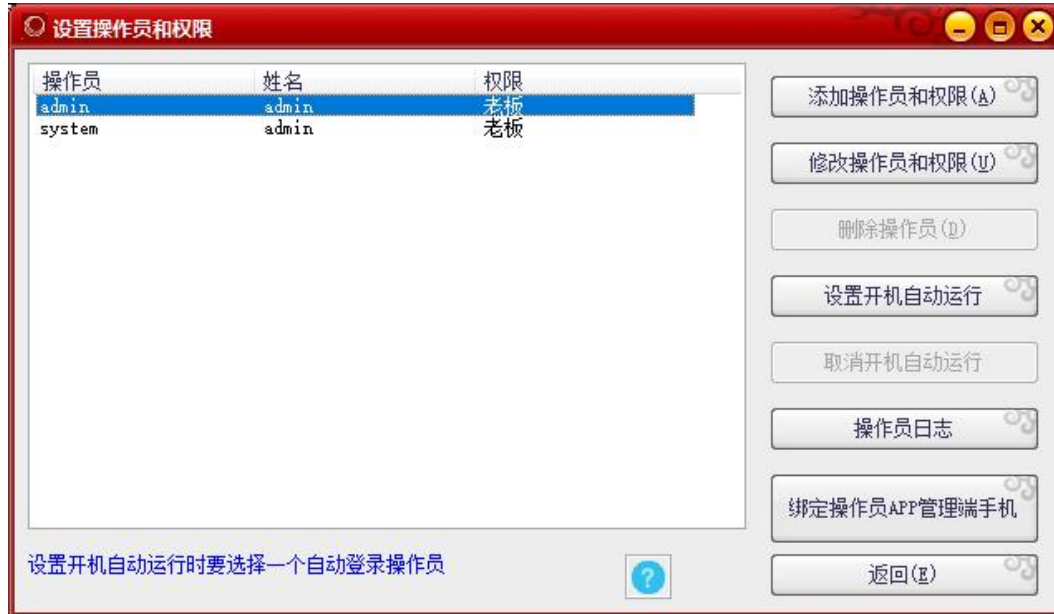 设置操作员和权限
操作员 姓名 权限
admin admin 老板
system admin 老板
添加操作员和权限(A)
修改操作员和权限(U)
删除操作员(D)
设置开机自动运行
取消开机自动运行
操作员日志
绑定操作员APP管理端手机
返回(E)
设置开机自动运行时要选择一个自动登录操作员
?